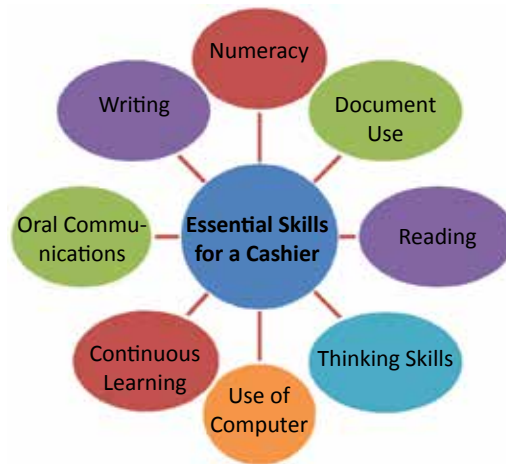 Numeracy
Writing
Document
Use
Oral Commu-
nications
Essential Skills
for a Cashier
Reading
Continuous
Learning
Thinking Skills
Use of
Computer